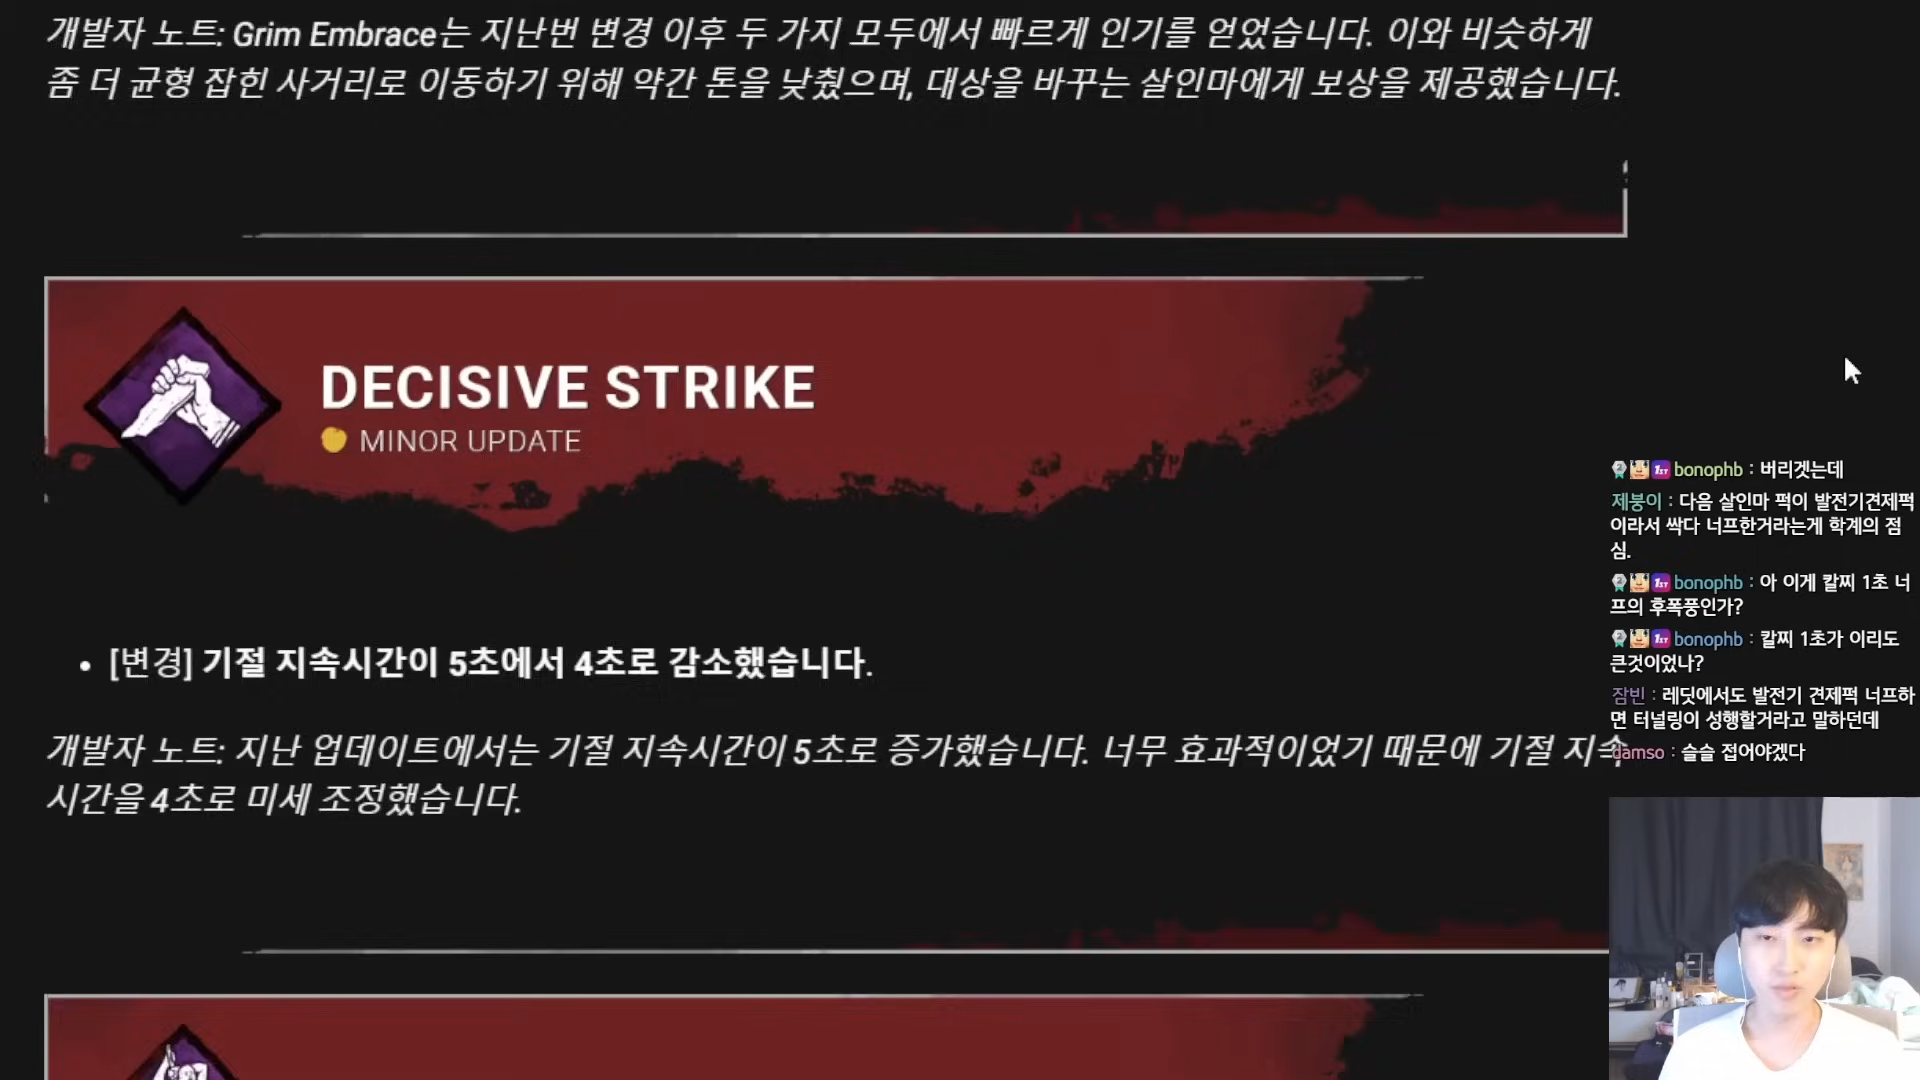 개발자 노트: Grim Embrace는 지난번 변경 이후 두 가지 모두에서 빠르게 인기를 얻었습니다. 이와 비슷하게
좀 더 균형 잡힌 사거리로 이동하기 위해 약간 톤을 낮췄으며, 대상을 바꾸는 살인마에게 보상을 제공했습니다.
DECISIVE STRIKE
MINOR UPDATE
• [변경] 기절 지속시간이 5초에서 4초로 감소했습니다.
개발자 노트: 지난 업데이트에서는 기절 지속시간이 5초로 증가했습니다. 너무 효과적이었기 때문에 기절 지속
시간을 4초로 미세 조정했습니다.
2 1ST bonophb : 버리겟는데
제붕이 : 다음 살인마 퍽이 발전기견제퍽
이라서 싹다 너프한거라는게 학계의 점
심.
2 1ST bonophb : 아 이게 칼찌 1초 너
프의 후폭풍인가?
2 1ST bonophb : 칼찌 1초가 이리도
큰것이었나?
잠빈 : 레딧에서도 발전기 견제퍽 너프하
면 터널링이 성행할거라고 말하던데
damso : 슬슬 접어야겠다